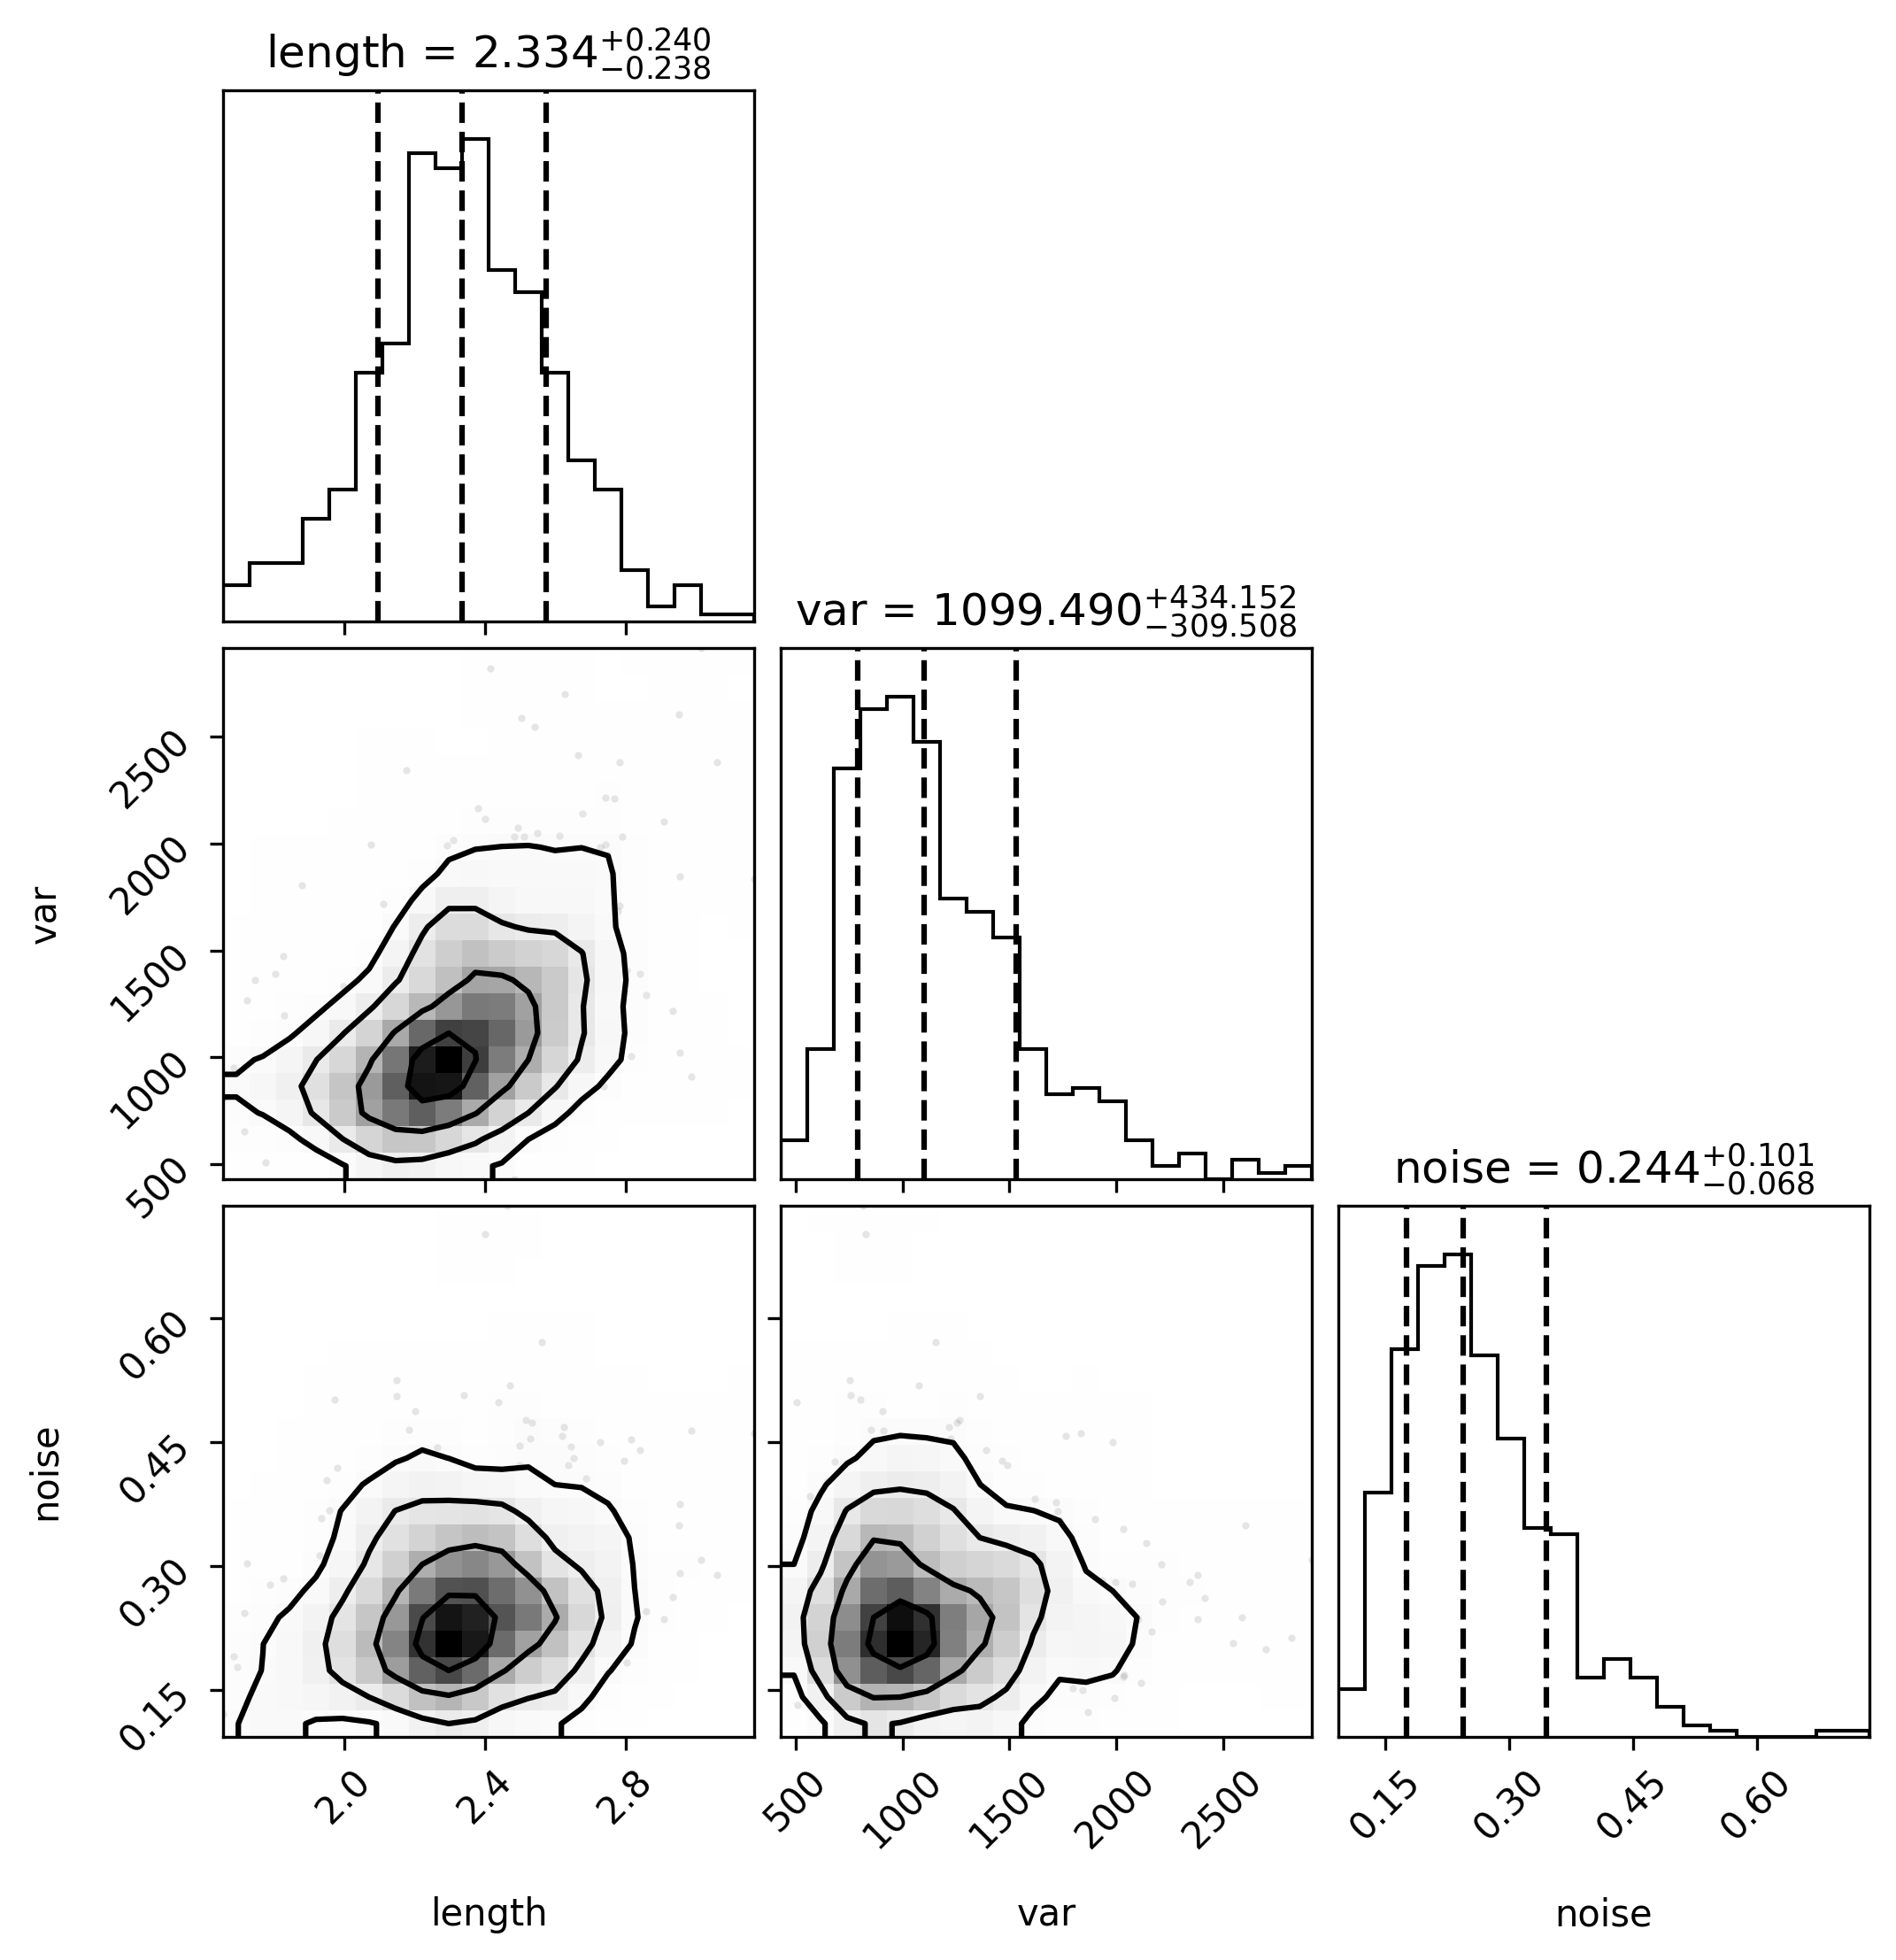 length = 2.334 +0.240 −0.238
var = 1099.490 +434.152 −309.508
var
2500
2000
1500
1000
500
noise = 0.244 +0.101 −0.068
noise
0.60
0.45
0.30
0.15
2.0 2.4 2.8 500 1000 1500 2000 2500 0.15 0.30 0.45 0.60
length var noise